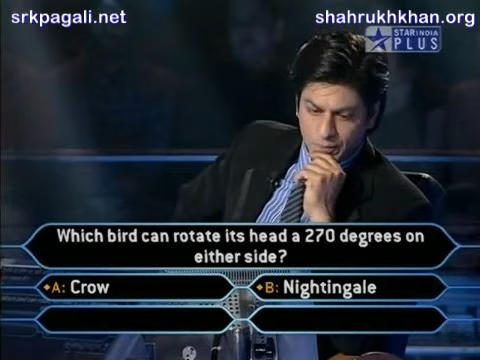 srkpagali.net
shahrukhkhan.org
STAR INDIA
PLUS
Which bird can rotate its head a 270 degrees on
either side?
A: Crow
B: Nightingale